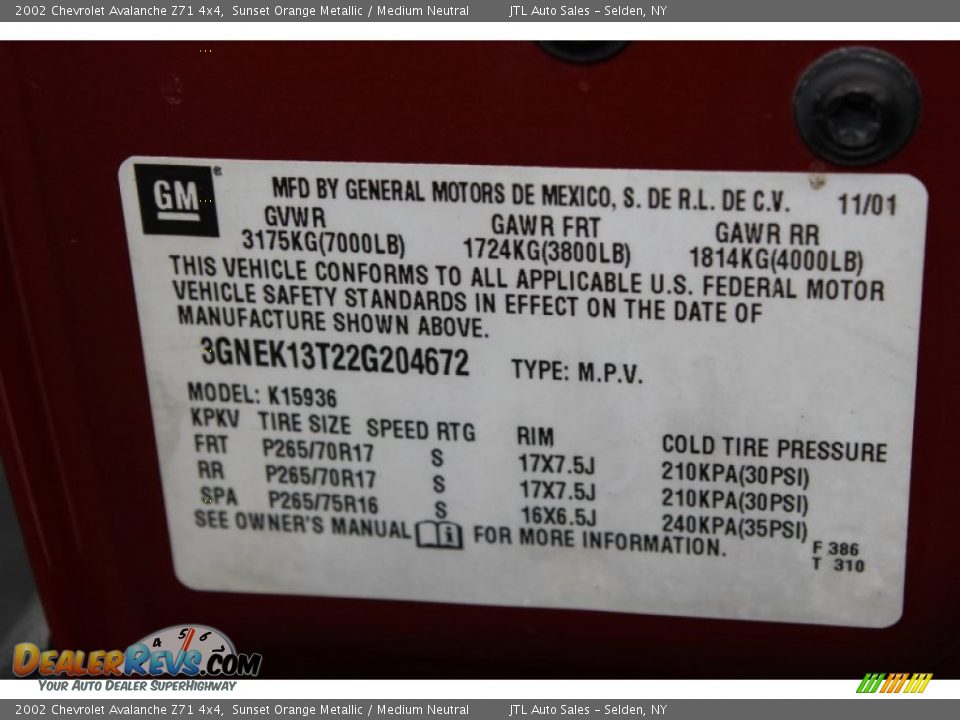 2002 Chevrolet Avalanche Z71 4x4, Sunset Orange Metallic / Medium Neutral JTL Auto Sales - Selden, NY
GM®
MFD BY GENERAL MOTORS DE MEXICO, S. DE R.L. DE C.V. 11/01
GVWR GAWR FRT GAWR RR
3175KG(7000LB) 1724KG(3800LB) 1814KG(4000LB)
THIS VEHICLE CONFORMS TO ALL APPLICABLE U.S. FEDERAL MOTOR
VEHICLE SAFETY STANDARDS IN EFFECT ON THE DATE OF
MANUFACTURE SHOWN ABOVE.
3GNEK13T22G204672 TYPE: M.P.V.
MODEL: K15936
KPKV TIRE SIZE SPEED RTG RIM COLD TIRE PRESSURE
FRT P265/70R17 S 17X7.5J 210KPA(30PSI)
RR P265/70R17 S 17X7.5J 210KPA(30PSI)
SPA P265/75R16 S 16X6.5J 240KPA(35PSI)
SEE OWNER'S MANUAL FOR MORE INFORMATION.
F 386
T 310
4 5 6
DEALERREVS.COM
YOUR AUTO DEALER SUPERHIGHWAY
2002 Chevrolet Avalanche Z71 4x4, Sunset Orange Metallic / Medium Neutral JTL Auto Sales - Selden, NY